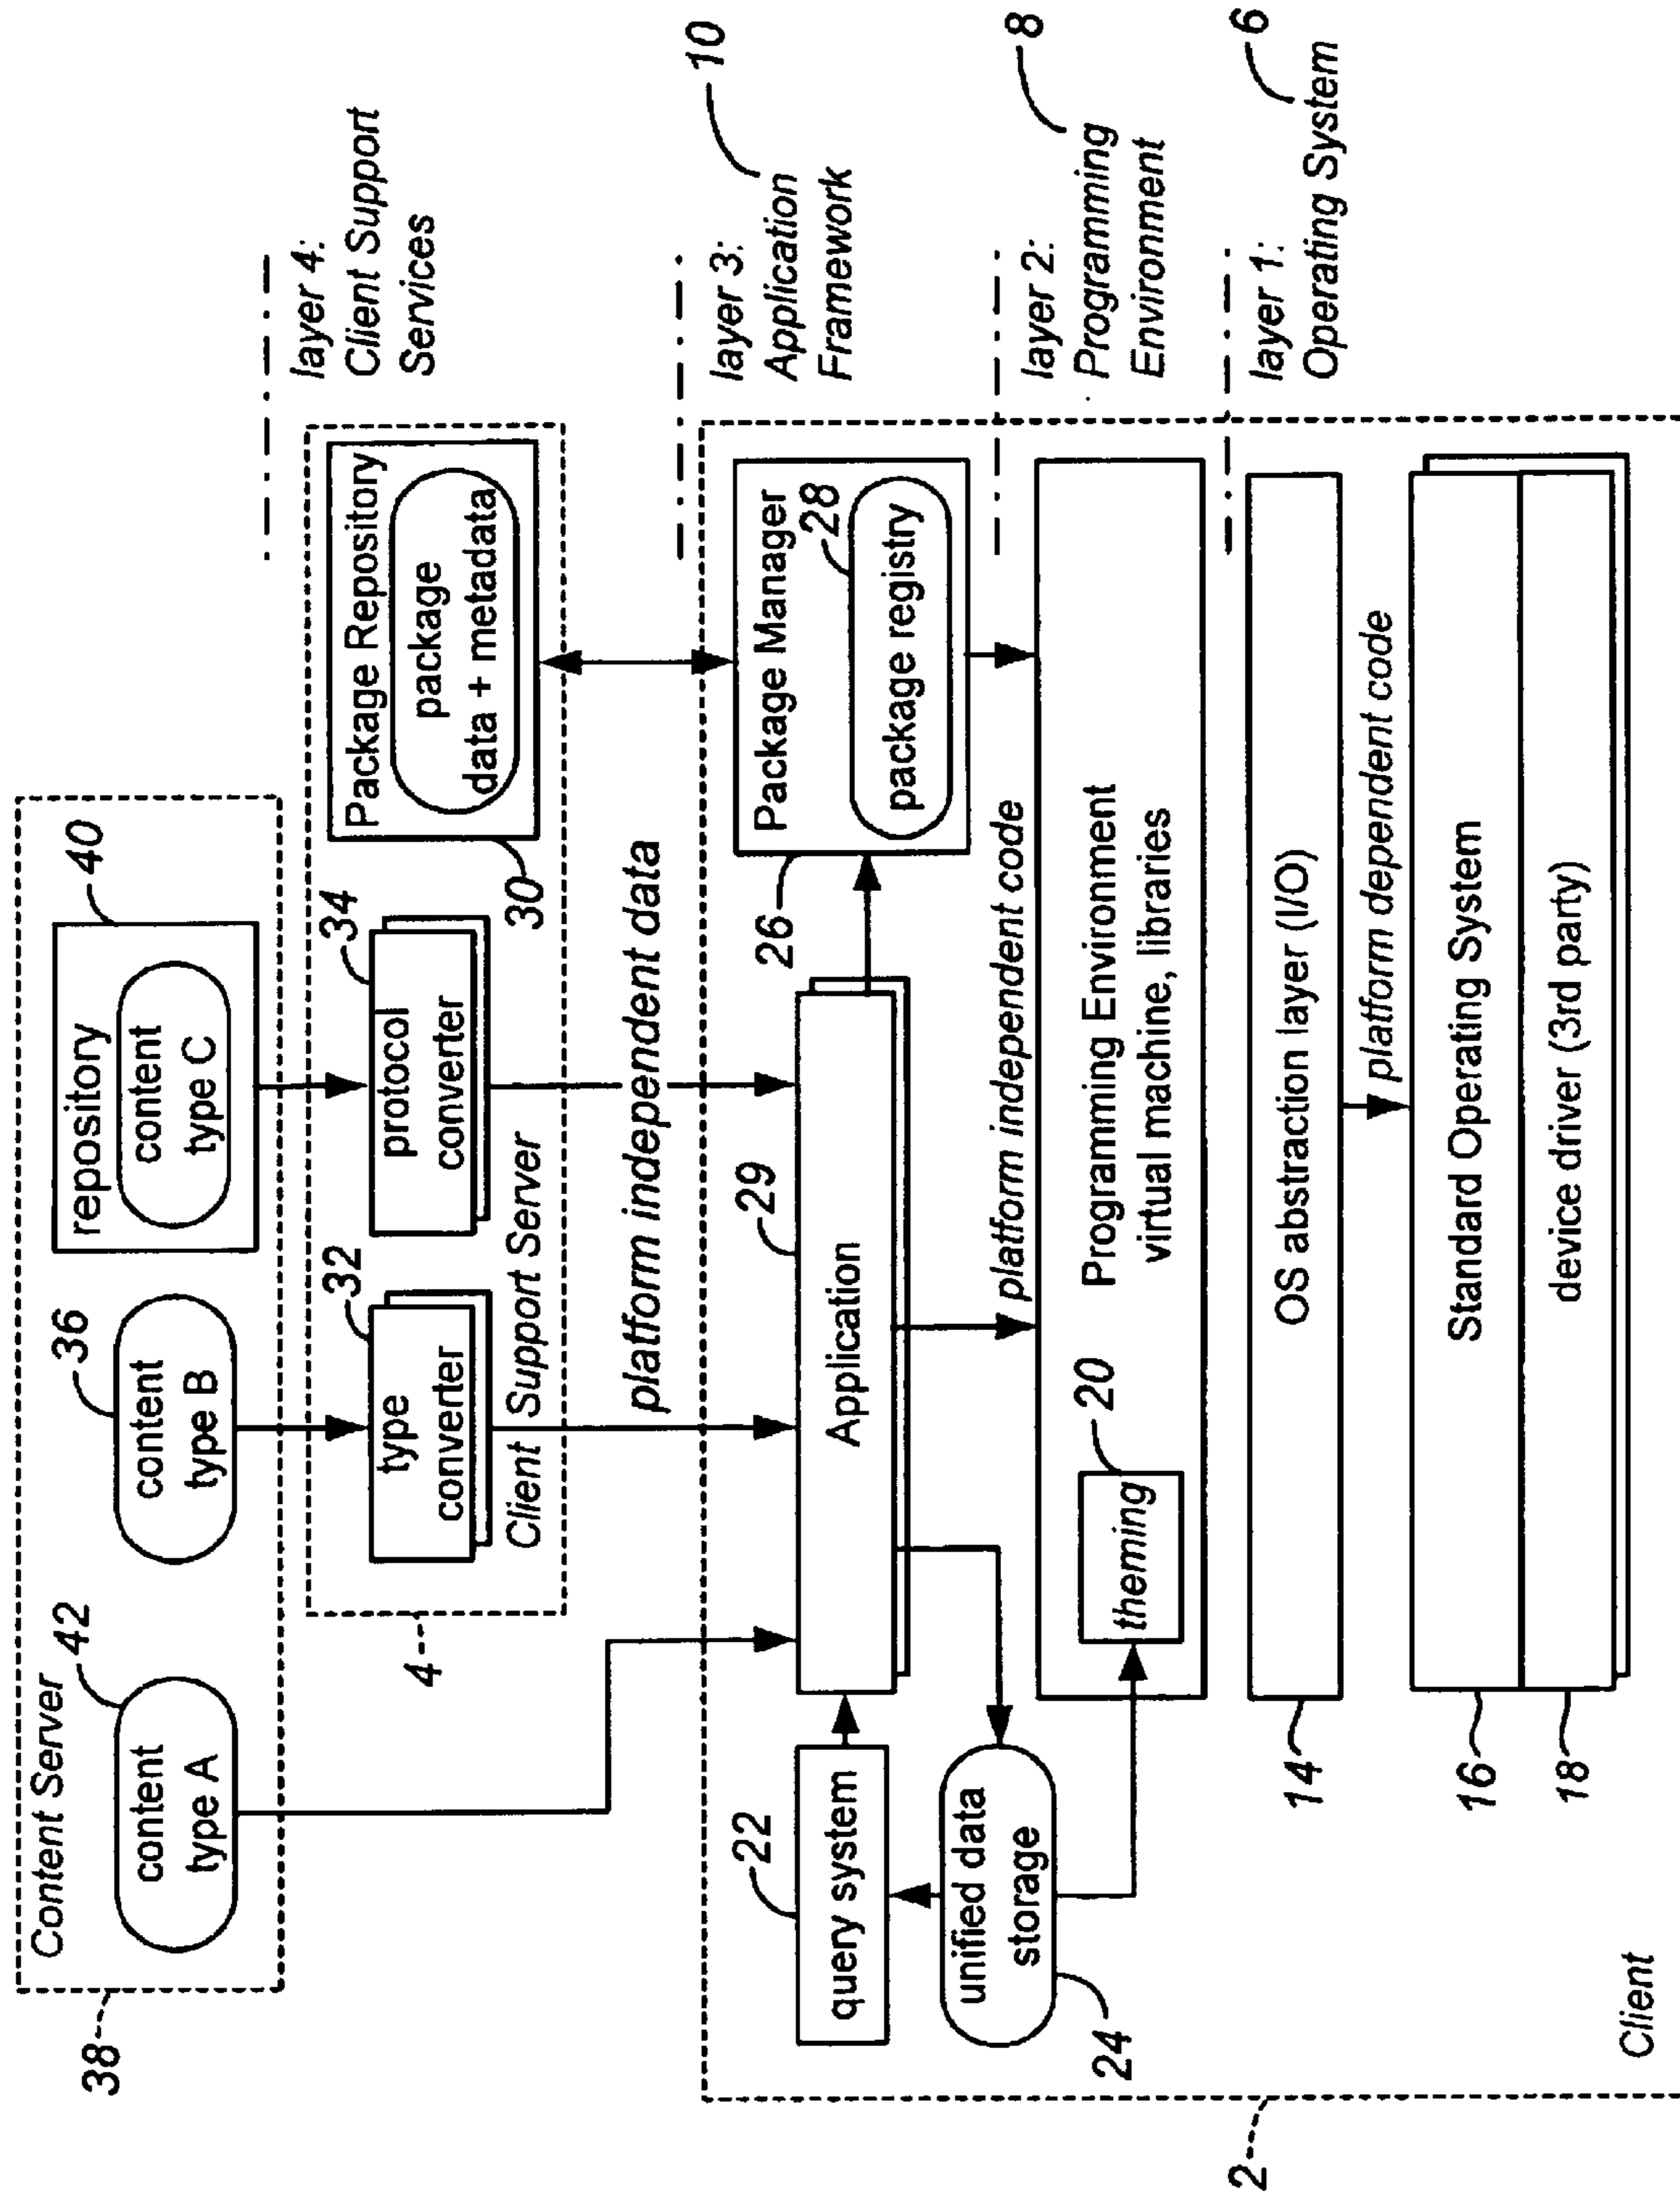 38
Content Server
42
content
type A
36
content
type B
40
repository
content
type C
4
32
type
converter
34
protocol
converter
Client Support Server
30
Package Repository
package
data + metadata
layer 4:
Client Support
Services
platform independent data
2
22
query system
24
unified data
storage
29
Application
26
Package Manager
28
package registry
layer 3:
Application
Framework
10
platform independent code
20
theming
Programming Environment
virtual machine, libraries
layer 2:
Programming
Environment
8
14
OS abstraction layer (I/O)
layer 1:
Operating System
6
platform dependent code
16
Standard Operating System
18
device driver (3rd party)
Client